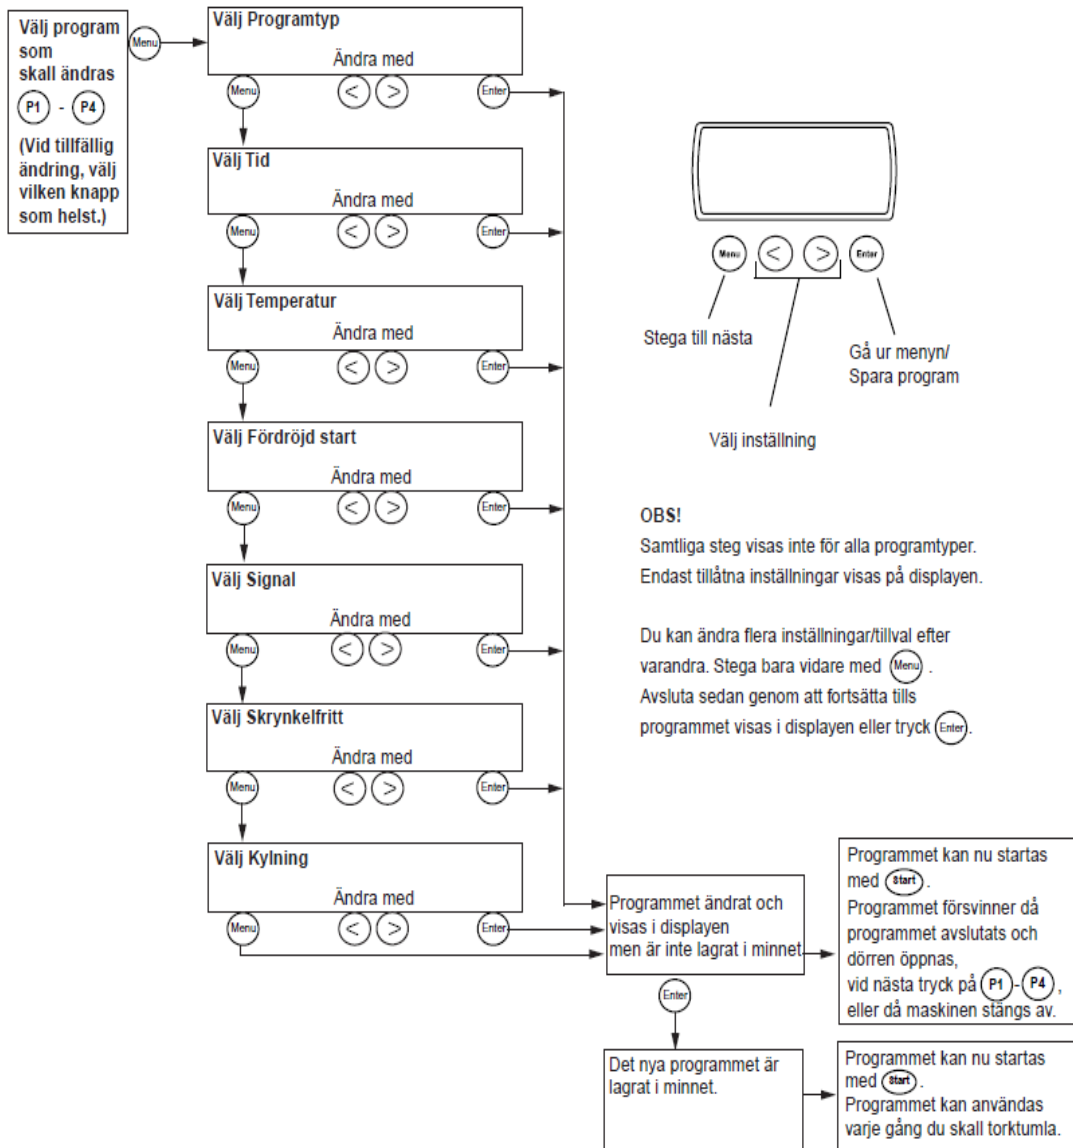 Välj program
som
skall ändras
P1 - P4
(Vid tillfällig
ändring, välj
vilken knapp
som helst.)
Menu
Välj Programtyp
Ändra med
Menu < > Enter
Välj Tid
Ändra med
Menu < > Enter
Välj Temperatur
Ändra med
Menu < > Enter
Välj Fördröjd start
Ändra med
Menu < > Enter
Välj Signal
Ändra med
Menu < > Enter
Välj Skrynkelfritt
Ändra med
Menu < > Enter
Välj Kylning
Ändra med
Menu < > Enter
Menu < > Enter
Stega till nästa
Gå ur menyn/
Spara program
Välj inställning
OBS!
Samtliga steg visas inte för alla programtyper.
Endast tillåtna inställningar visas på displayen.
Du kan ändra flera inställningar/tillval efter
varandra. Stega bara vidare med Menu .
Avsluta sedan genom att fortsätta tills
programmet visas i displayen eller tryck Enter.
Programmet ändrat och
visas i displayen
men är inte lagrat i minnet
Programmet kan nu startas
med Start .
Programmet försvinner då
programmet avslutats och
dörren öppnas,
vid nästa tryck på P1 - P4 ,
eller då maskinen stängs av.
Enter
Det nya programmet är
lagrat i minnet.
Programmet kan nu startas
med Start .
Programmet kan användas
varje gång du skall torktumla.